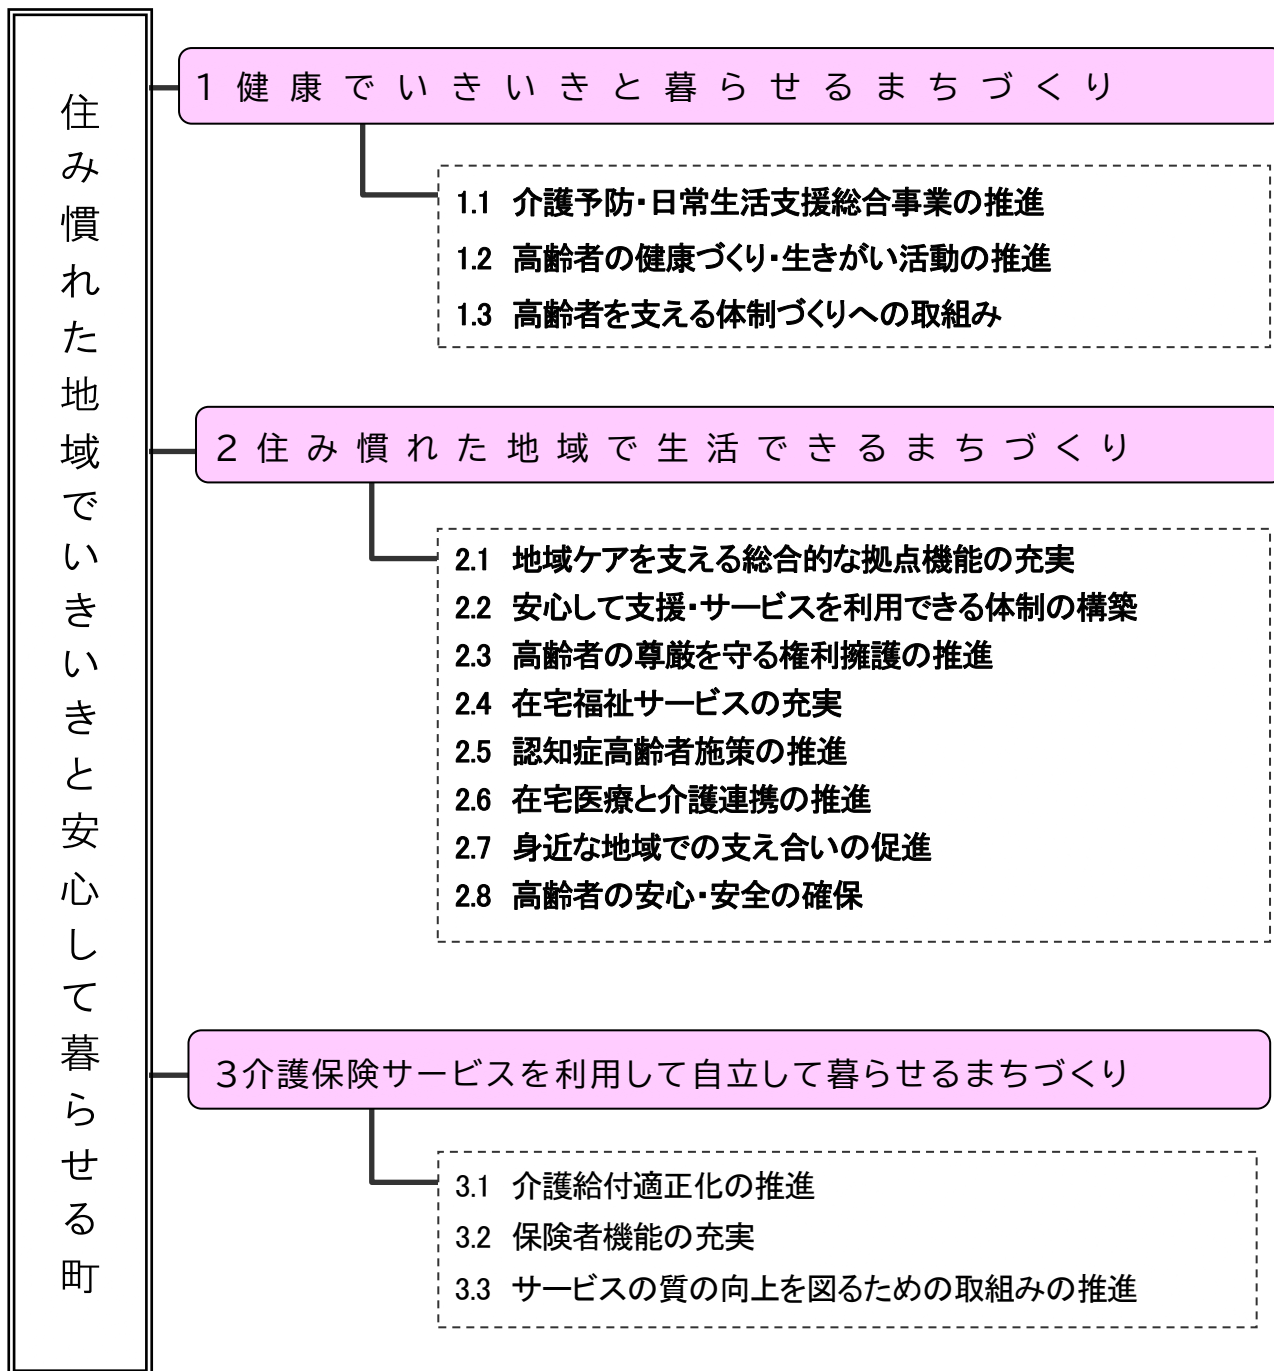 住み慣れた地域でいきいきと安心して暮らせる町
1 健康でいきいきと暮らせるまちづくり
1.1 介護予防・日常生活支援総合事業の推進
1.2 高齢者の健康づくり・生きがい活動の推進
1.3 高齢者を支える体制づくりへの取組み
2 住み慣れた地域で生活できるまちづくり
2.1 地域ケアを支える総合的な拠点機能の充実
2.2 安心して支援・サービスを利用できる体制の構築
2.3 高齢者の尊厳を守る権利擁護の推進
2.4 在宅福祉サービスの充実
2.5 認知症高齢者施策の推進
2.6 在宅医療と介護連携の推進
2.7 身近な地域での支え合いの促進
2.8 高齢者の安心・安全の確保
3介護保険サービスを利用して自立して暮らせるまちづくり
3.1 介護給付適正化の推進
3.2 保険者機能の充実
3.3 サービスの質の向上を図るための取組みの推進